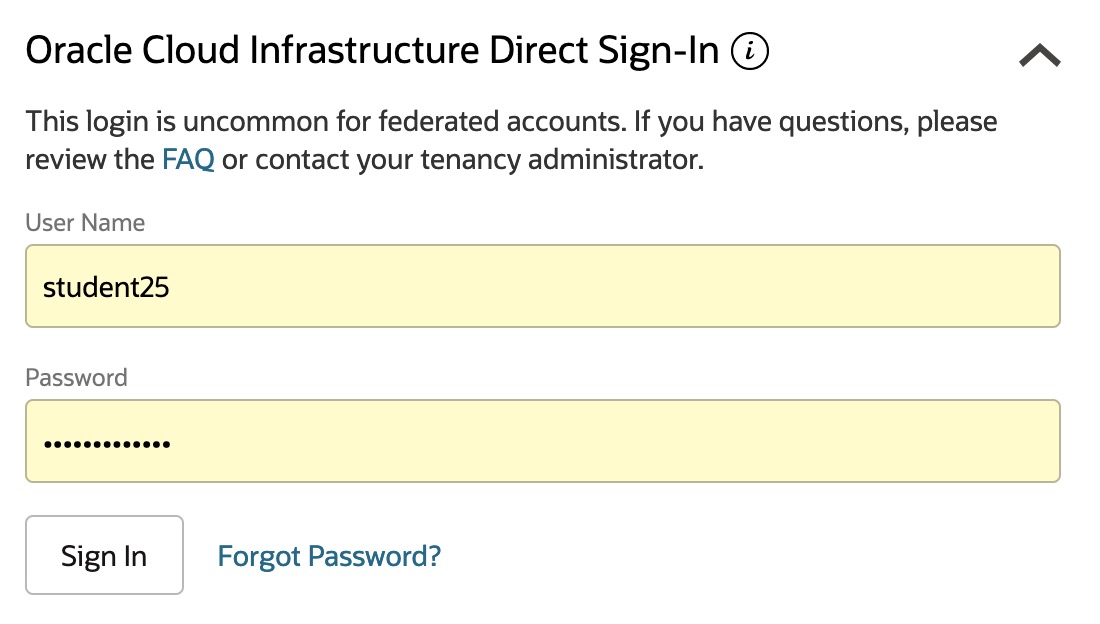 Oracle Cloud Infrastructure Direct Sign-In i
This login is uncommon for federated accounts. If you have questions, please
review the FAQ or contact your tenancy administrator.
User Name
student25
Password
•••••••••••••
Sign In Forgot Password?